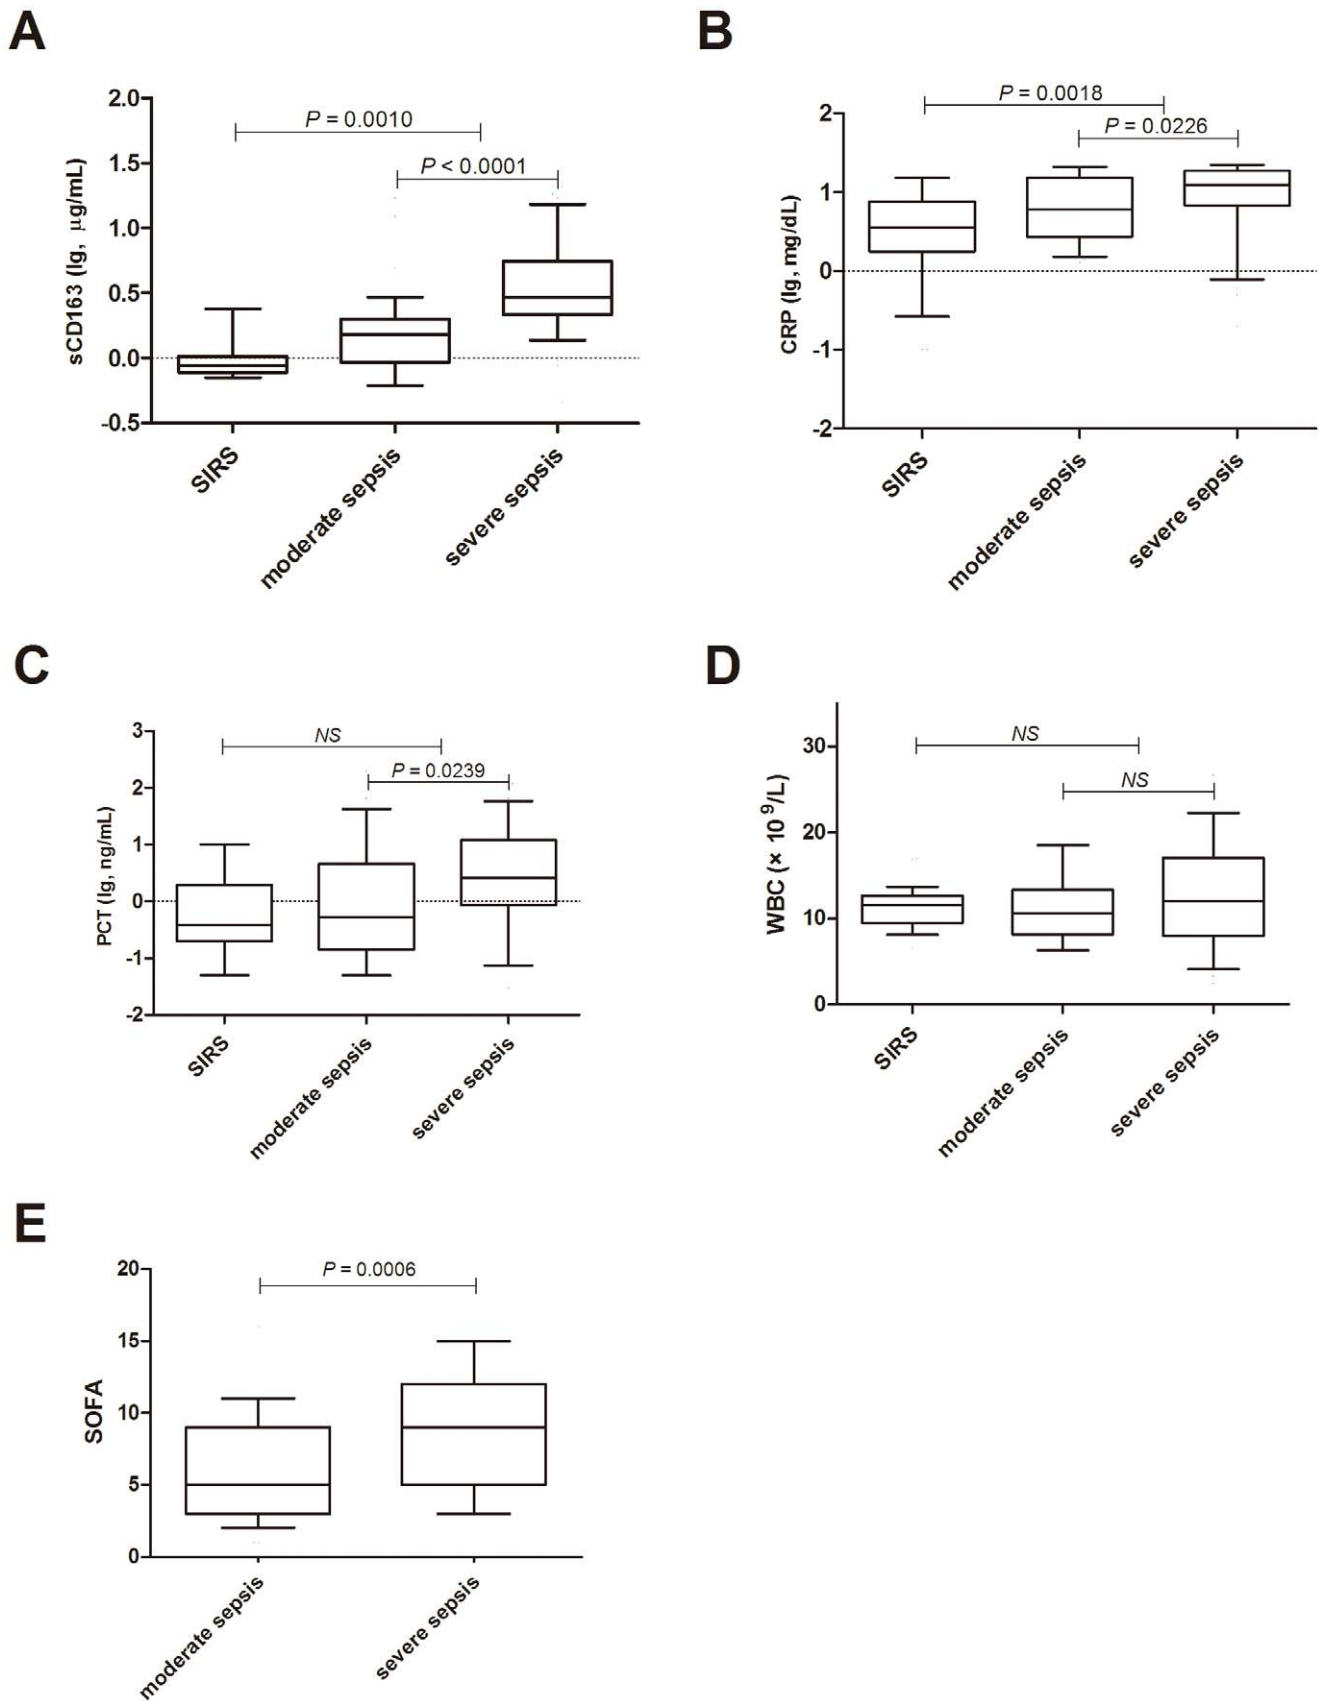 A
B
sCD163 (lg, μg/mL)
2.0
1.5
1.0
0.5
0.0
-0.5
P = 0.0010
P < 0.0001
SIRS
moderate sepsis
severe sepsis
CRP (lg, mg/dL)
2
1
0
-1
-2
P = 0.0018
P = 0.0226
SIRS
moderate sepsis
severe sepsis
C
D
PCT (lg, ng/mL)
3
2
1
0
-1
-2
NS
P = 0.0239
SIRS
moderate sepsis
severe sepsis
WBC (× 10 9/L)
30
20
10
0
NS
NS
SIRS
moderate sepsis
severe sepsis
E
SOFA
20
15
10
5
0
P = 0.0006
moderate sepsis
severe sepsis